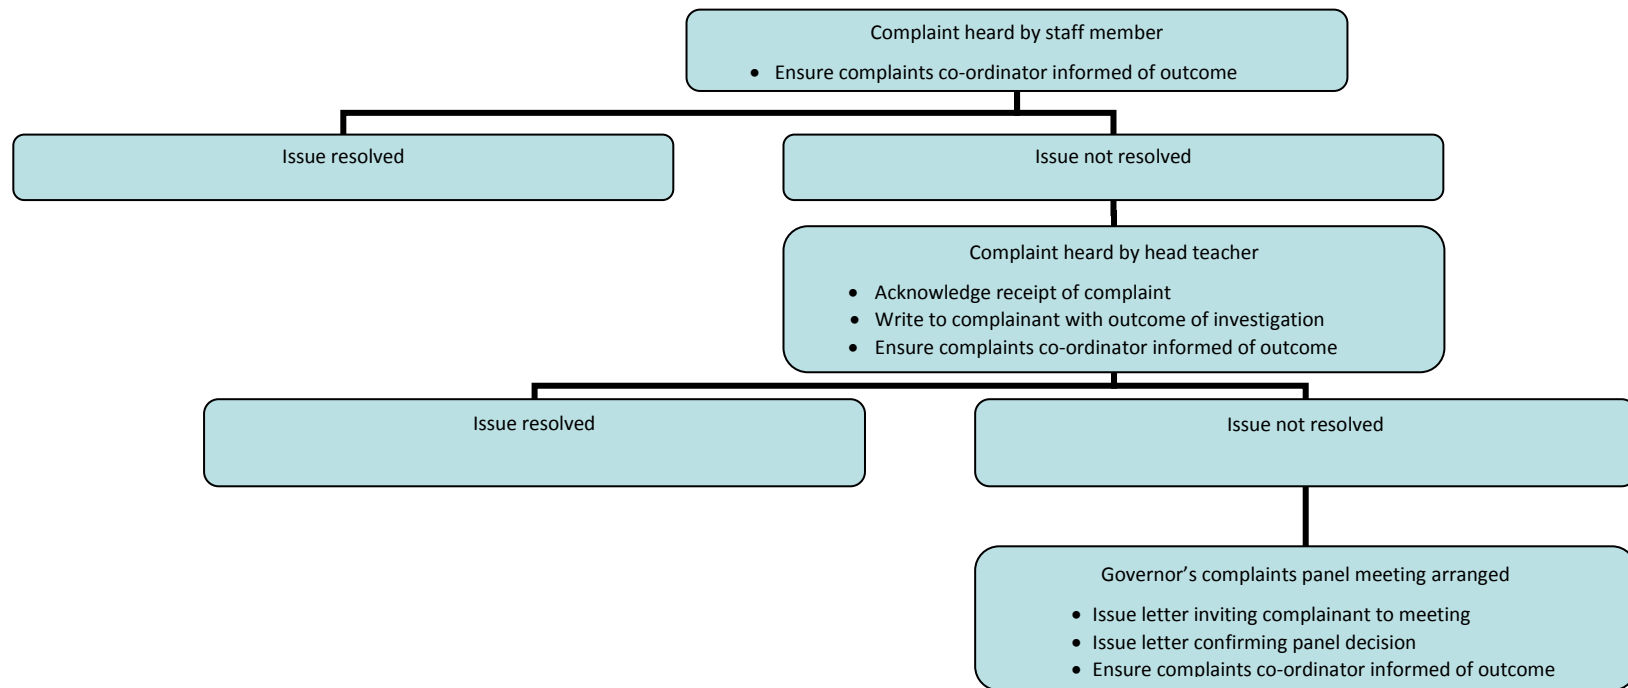 Complaint heard by staff member
• Ensure complaints co-ordinator informed of outcome
Issue resolved
Issue not resolved
Complaint heard by head teacher
• Acknowledge receipt of complaint
• Write to complainant with outcome of investigation
• Ensure complaints co-ordinator informed of outcome
Issue resolved
Issue not resolved
Governor’s complaints panel meeting arranged
• Issue letter inviting complainant to meeting
• Issue letter confirming panel decision
• Ensure complaints co-ordinator informed of outcome